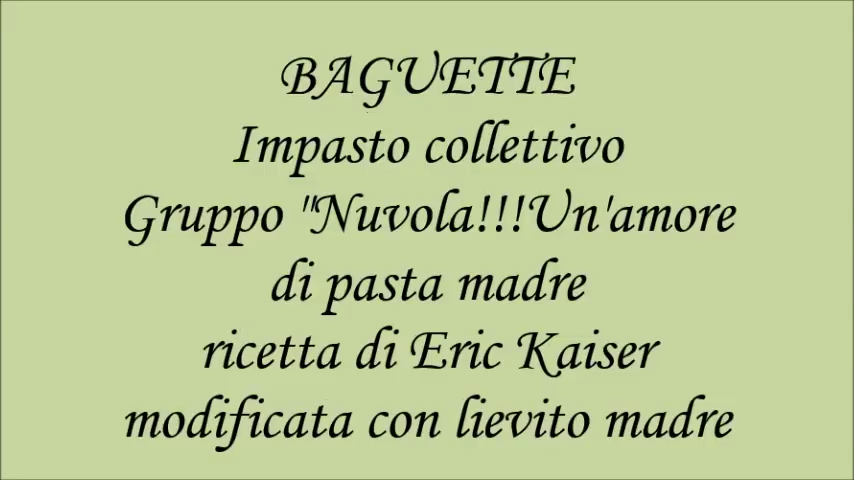 BAGUETTE
Impasto collettivo
Gruppo "Nuvola!!!Un'amore
di pasta madre
ricetta di Eric Kaiser
modificata con lievito madre